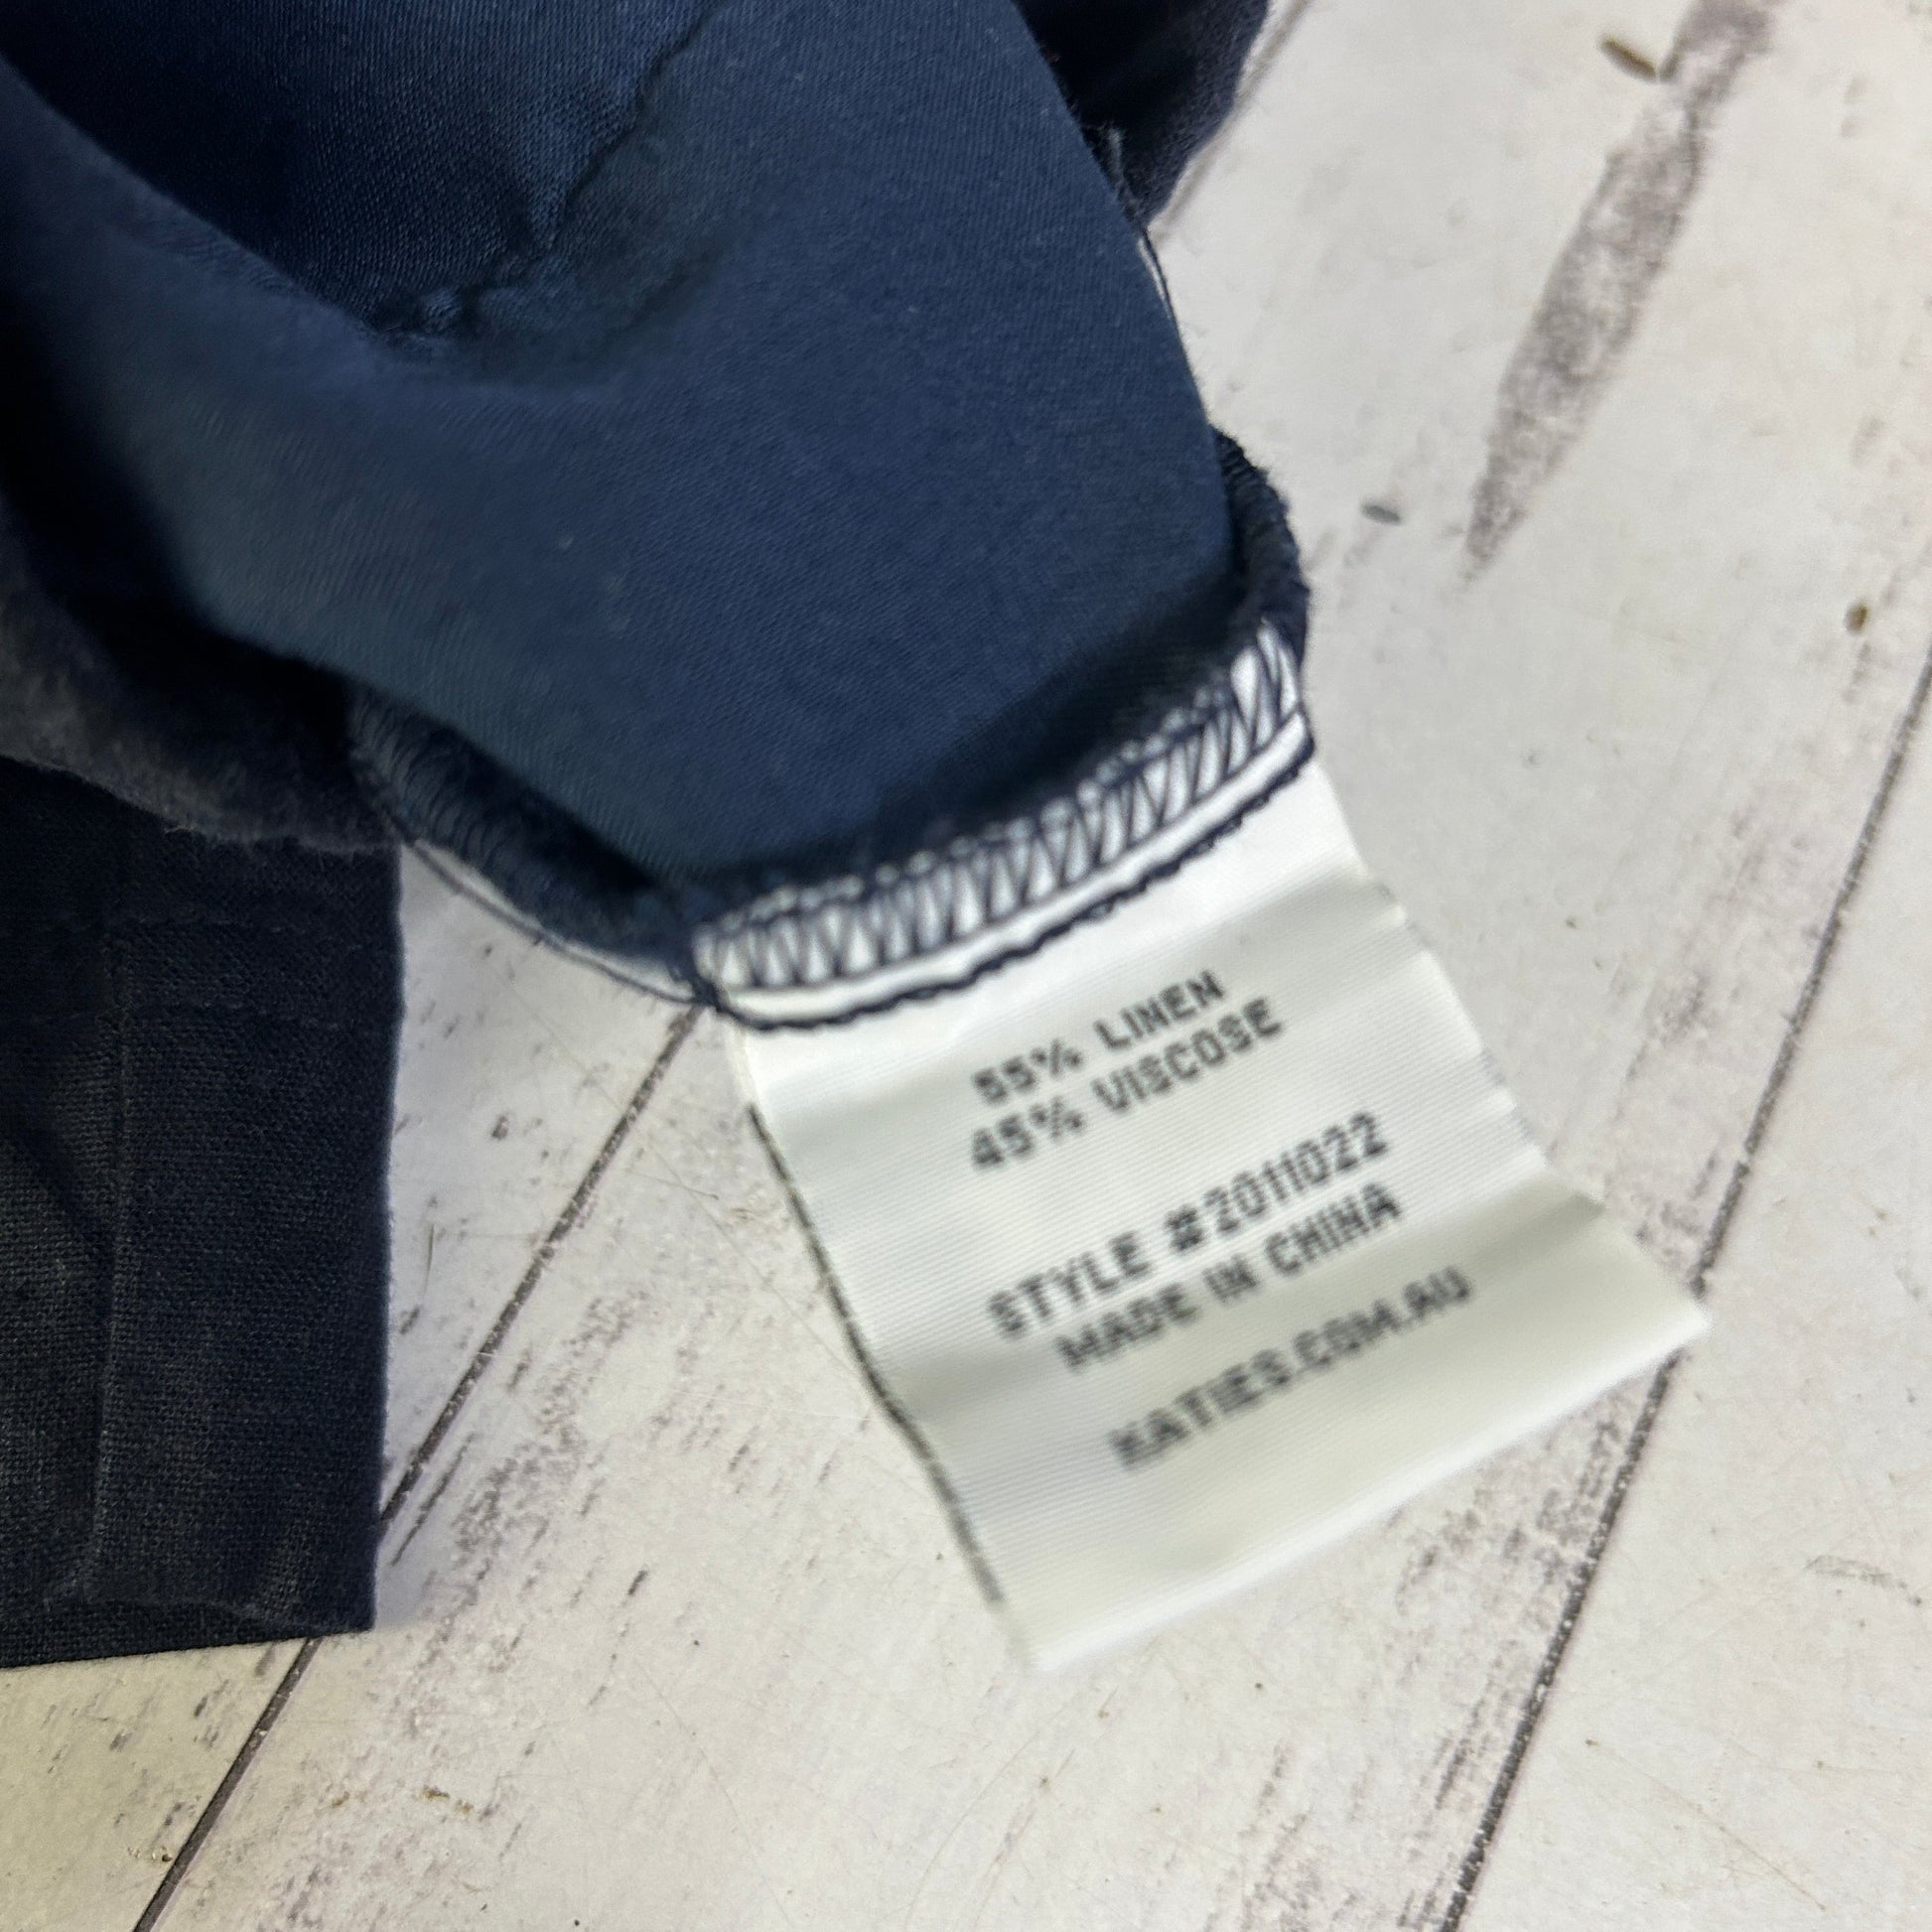 55% LINEN
45% VISCOSE
STYLE #2011022
MADE IN CHINA
KATIES.COM.AU